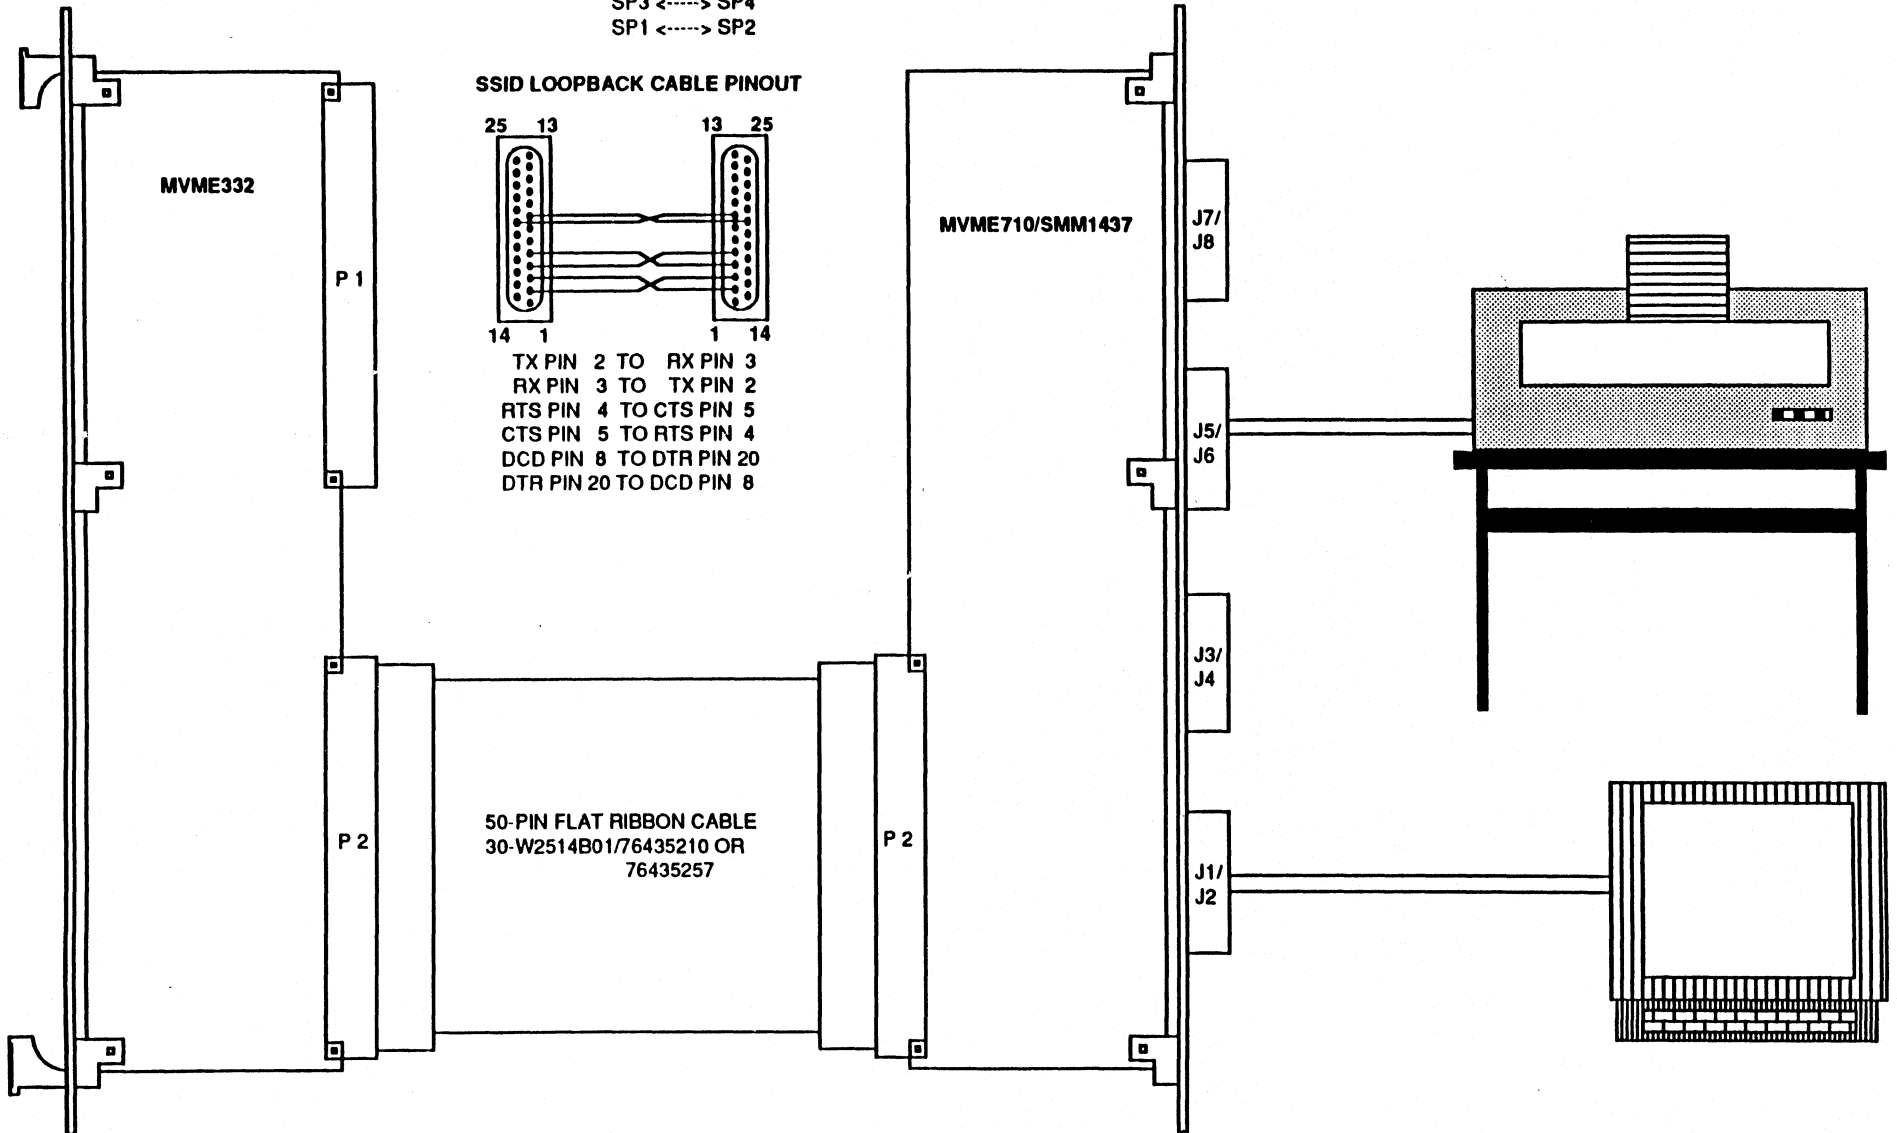 SP3 <-----> SP4
SP1 <-----> SP2
SSID LOOPBACK CABLE PINOUT
25 13 13 25
14 1 1 14
TX PIN 2 TO RX PIN 3
RX PIN 3 TO TX PIN 2
RTS PIN 4 TO CTS PIN 5
CTS PIN 5 TO RTS PIN 4
DCD PIN 8 TO DTR PIN 20
DTR PIN 20 TO DCD PIN 8
MVME332
P 1
P 2
50-PIN FLAT RIBBON CABLE
30-W2514B01/76435210 OR
76435257
P 2
MVME710/SMM1437
J7/
J8
J5/
J6
J3/
J4
J1/
J2